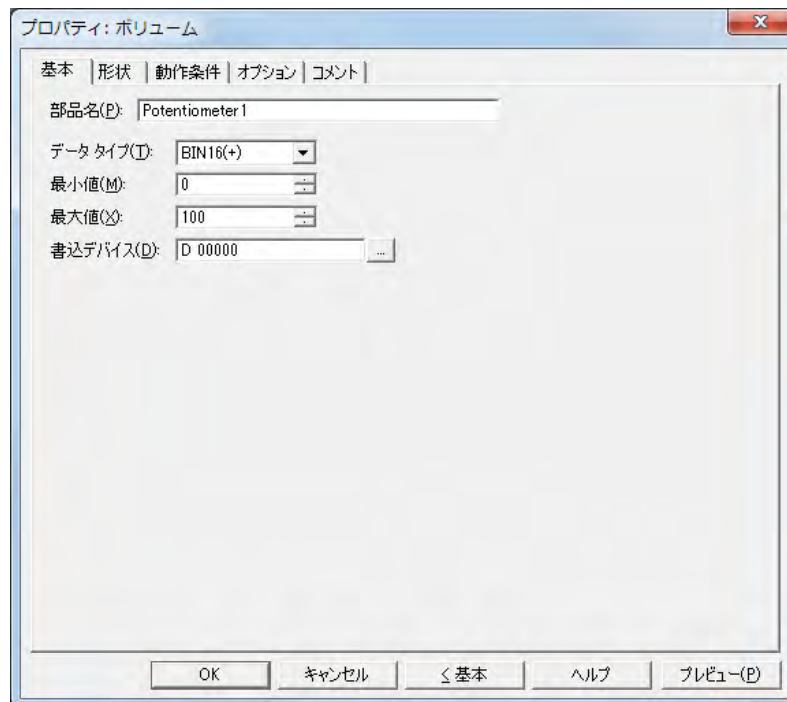 プロパティ: ボリューム
基本 形状 動作条件 オプション コメント
部品名(P): Potentiometer1
データ タイプ(T): BIN16(+)
最小値(M): 0
最大値(X): 100
書込デバイス(D): D 00000 ...
OK キャンセル <基本 ヘルプ プレビュー(P)